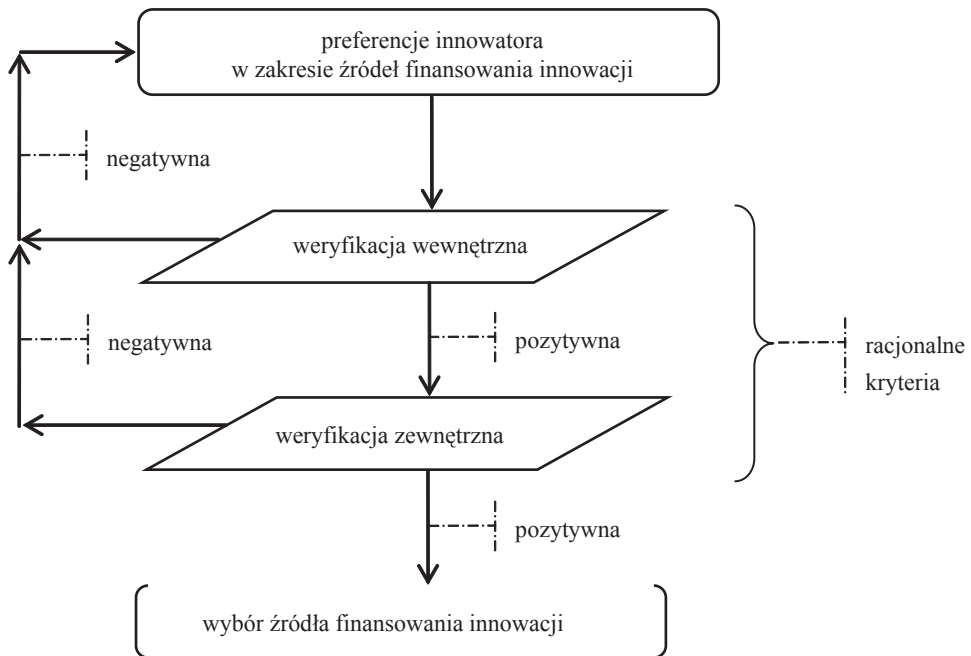 preferencje innowatora
w zakresie źródeł finansowania innowacji
negatywna
weryfikacja wewnętrzna
negatywna
pozytywna
racjonalne
kryteria
weryfikacja zewnętrzna
pozytywna
wybór źródła finansowania innowacji